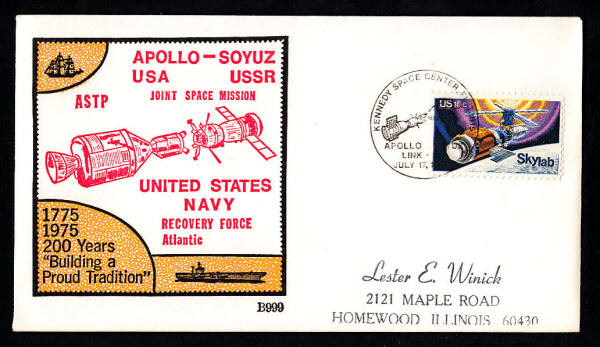 APOLLO—SOYUZ
USA USSR
ASTP
JOINT SPACE MISSION
UNITED STATES
NAVY
RECOVERY FORCE
Atlantic
1775
1975
200 Years
"Building a
Proud Tradition"
B999
KENNEDY SPACE CENTER
APOLLO
LINK
JULY 17,
US 10c
Skylab
Lester E. Winick
2121 MAPLE ROAD
HOMEWOOD ILLINOIS 60430